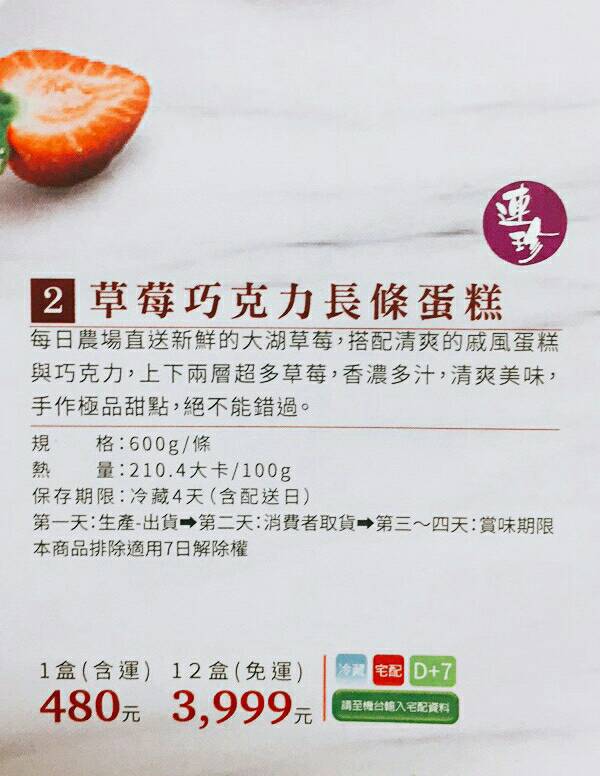 連珍
2 草莓巧克力長條蛋糕
每日農場直送新鮮的大湖草莓，搭配清爽的戚風蛋糕
與巧克力，上下兩層超多草莓，香濃多汁，清爽美味，
手作極品甜點，絕不能錯過。
規 格：600g/條
熱 量：210.4大卡/100g
保存期限：冷藏4天（含配送日）
第一天：生產-出貨➡第二天：消費者取貨➡第三～四天：賞味期限
本商品排除適用7日解除權
1盒(含運) 12盒(免運)
480元 3,999元
冷藏 宅配 D+7
請至機台輸入宅配資料